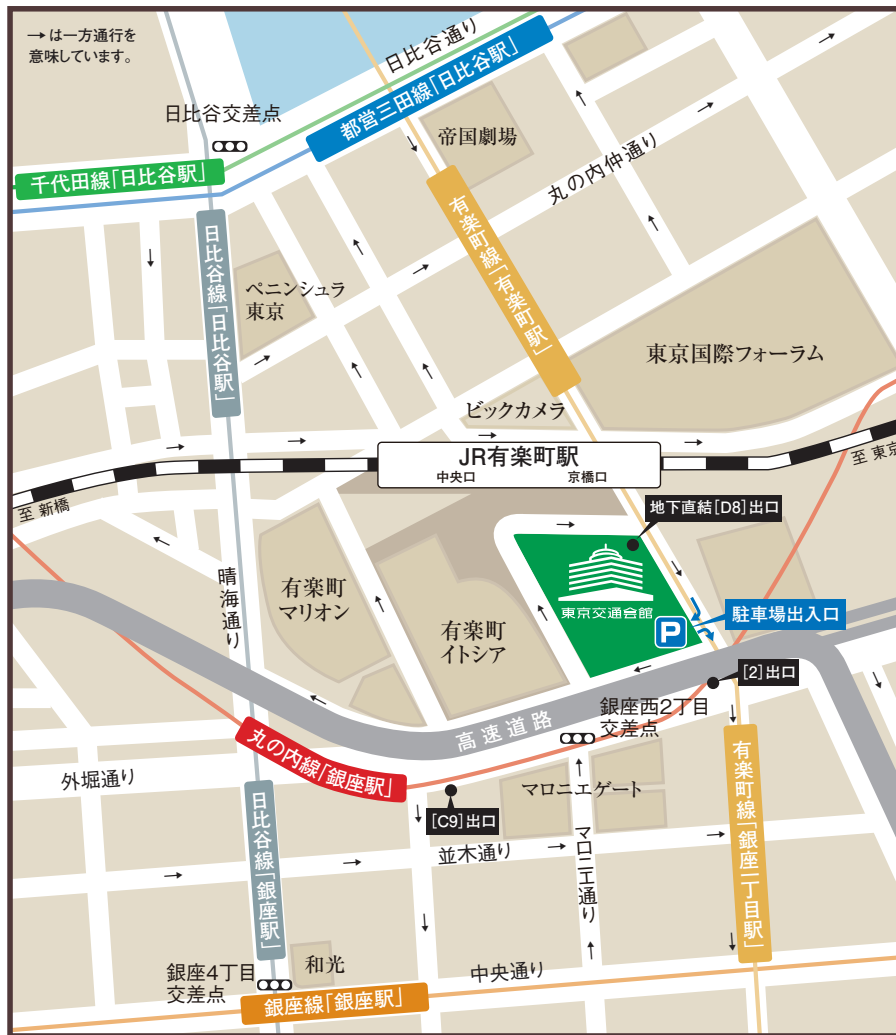 →は一方通行を
意味しています。
日比谷通り
都営三田線「日比谷駅」
日比谷交差点
帝国劇場
千代田線「日比谷駅」
丸の内仲通り
有楽町線「有楽町駅」
日比谷線「日比谷駅」
ペニンシュラ
東京
東京国際フォーラム
ビックカメラ
JR有楽町駅
中央口
京橋口
至 東京
至 新橋
地下直結[D8]出口
晴海通り
有楽町
マリオン
東京交通会館
有楽町
イトシア
P
駐車場出入口
[2]出口
高速道路
銀座西2丁目
交差点
丸の内線「銀座駅」
外堀通り
有楽町線「銀座一丁目駅」
マロニエゲート
[C9]出口
日比谷線「銀座駅」
並木通り
マロニエ通り
和光
中央通り
銀座4丁目
交差点
銀座線「銀座駅」